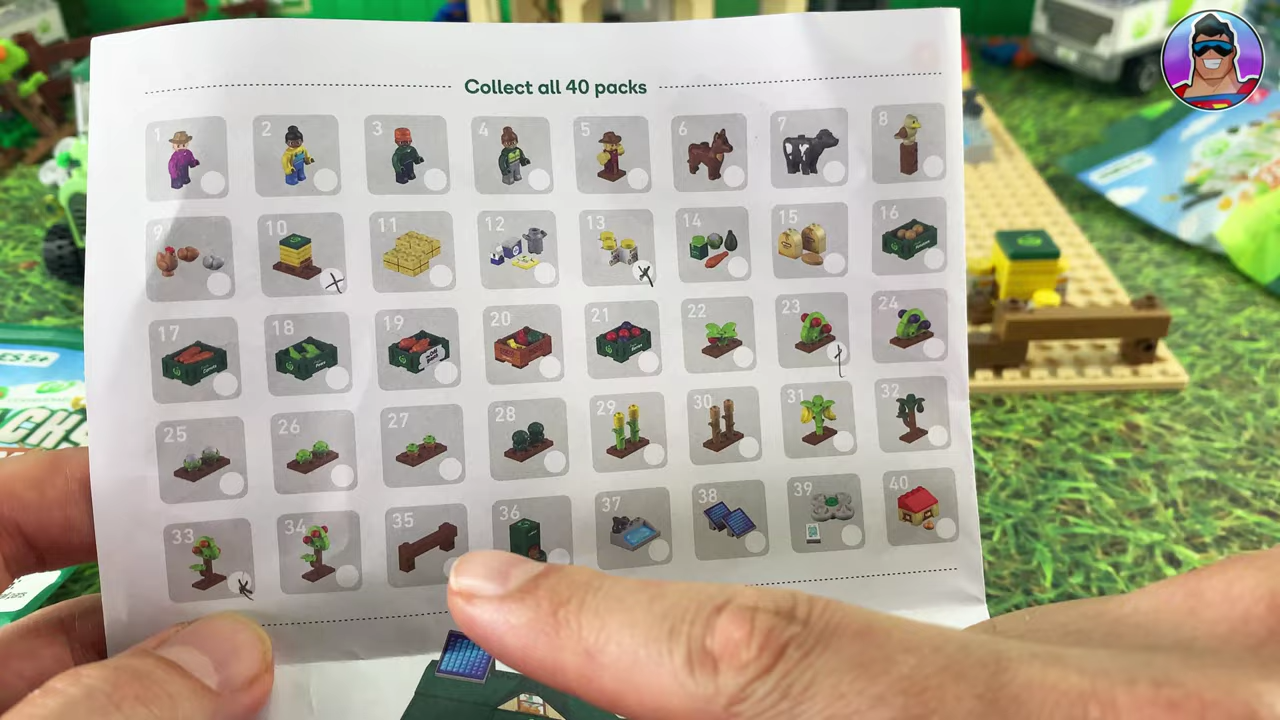 Collect all 40 packs
1 2 3 4 5 6 7 8
9 10 11 12 13 14 15 16
17 18 19 20 21 22 23 24
25 26 27 28 29 30 31 32
33 34 35 36 37 38 39 40